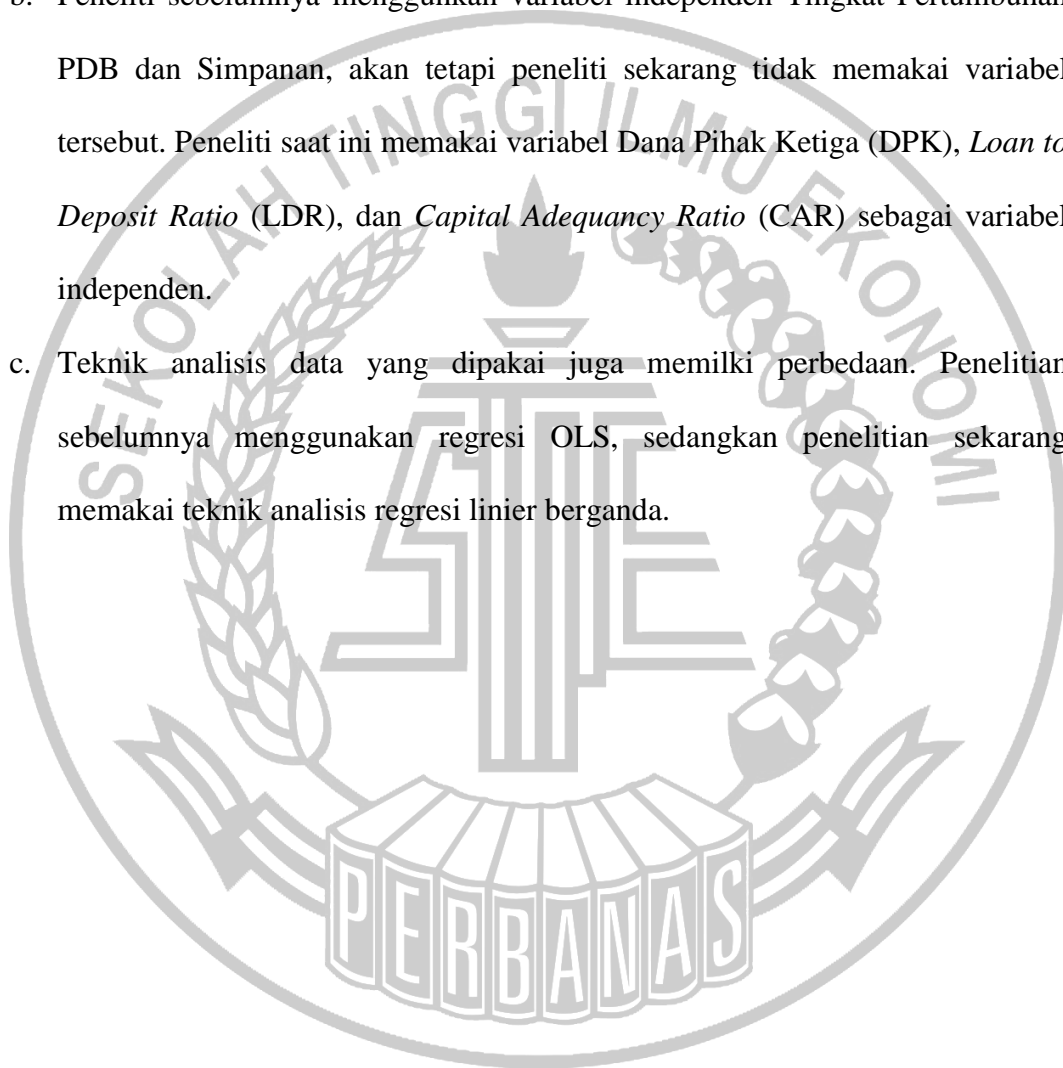 b. Peneliti sebelumnya menggunkan variabel independen Tingkat Pertumbuhan
PDB dan Simpanan, akan tetapi peneliti sekarang tidak memakai variabel
tersebut. Peneliti saat ini memakai variabel Dana Pihak Ketiga (DPK), Loan to
Deposit Ratio (LDR), dan Capital Adequancy Ratio (CAR) sebagai variabel
independen.
c. Teknik analisis data yang dipakai juga memilki perbedaan. Penelitian
sebelumnya menggunakan regresi OLS, sedangkan penelitian sekarang
memakai teknik analisis regresi linier berganda.
SEKOLAH TINGGI ILMU EKONOMI
PERBANAS